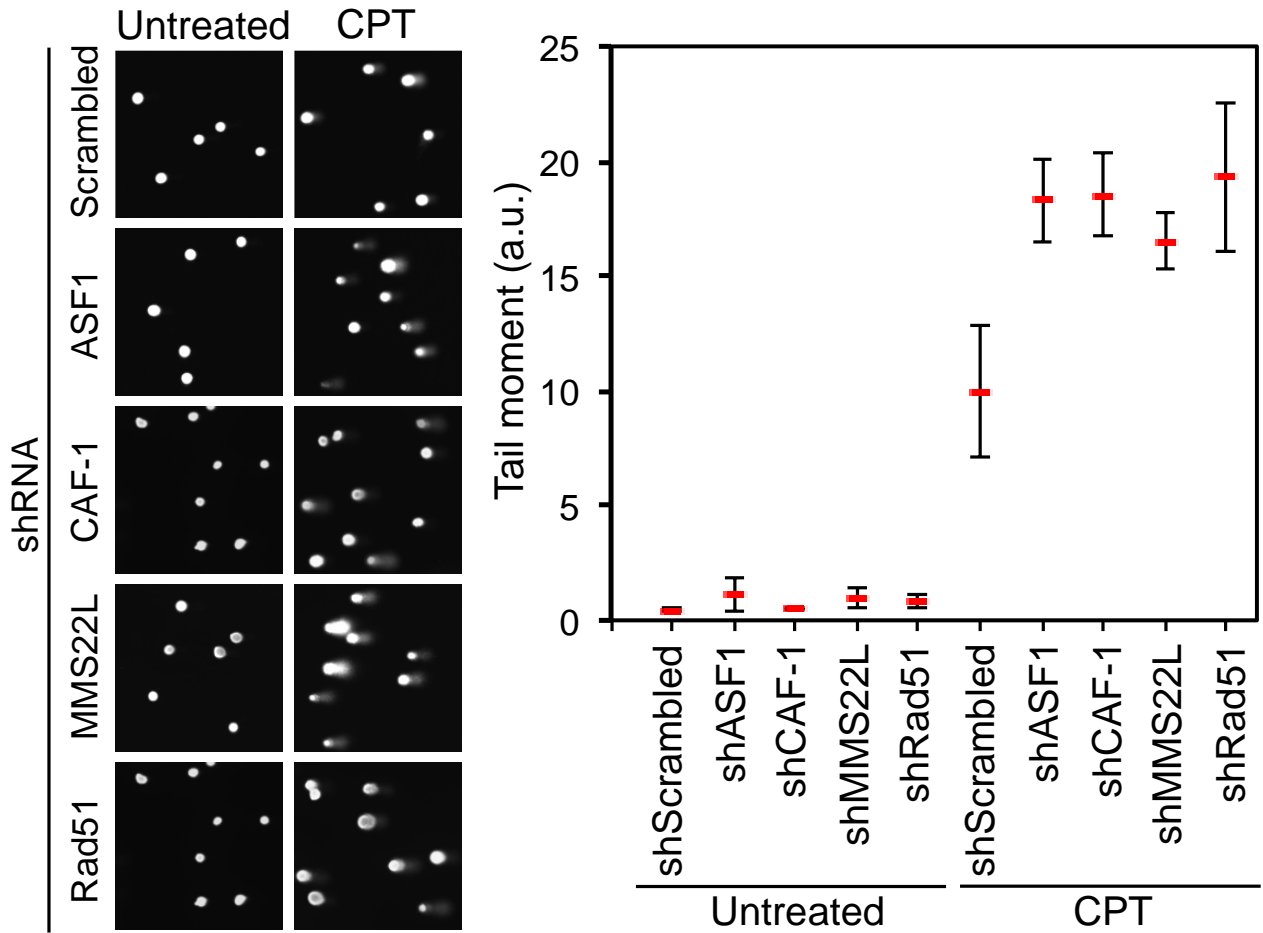 Untreated CPT
shRNA
Scrambled
ASF1
CAF-1
MMS22L
Rad51
Tail moment (a.u.)
25
20
15
10
5
0
shScrambled
shASF1
shCAF-1
shMMS22L
shRad51
shScrambled
shASF1
shCAF-1
shMMS22L
shRad51
Untreated CPT